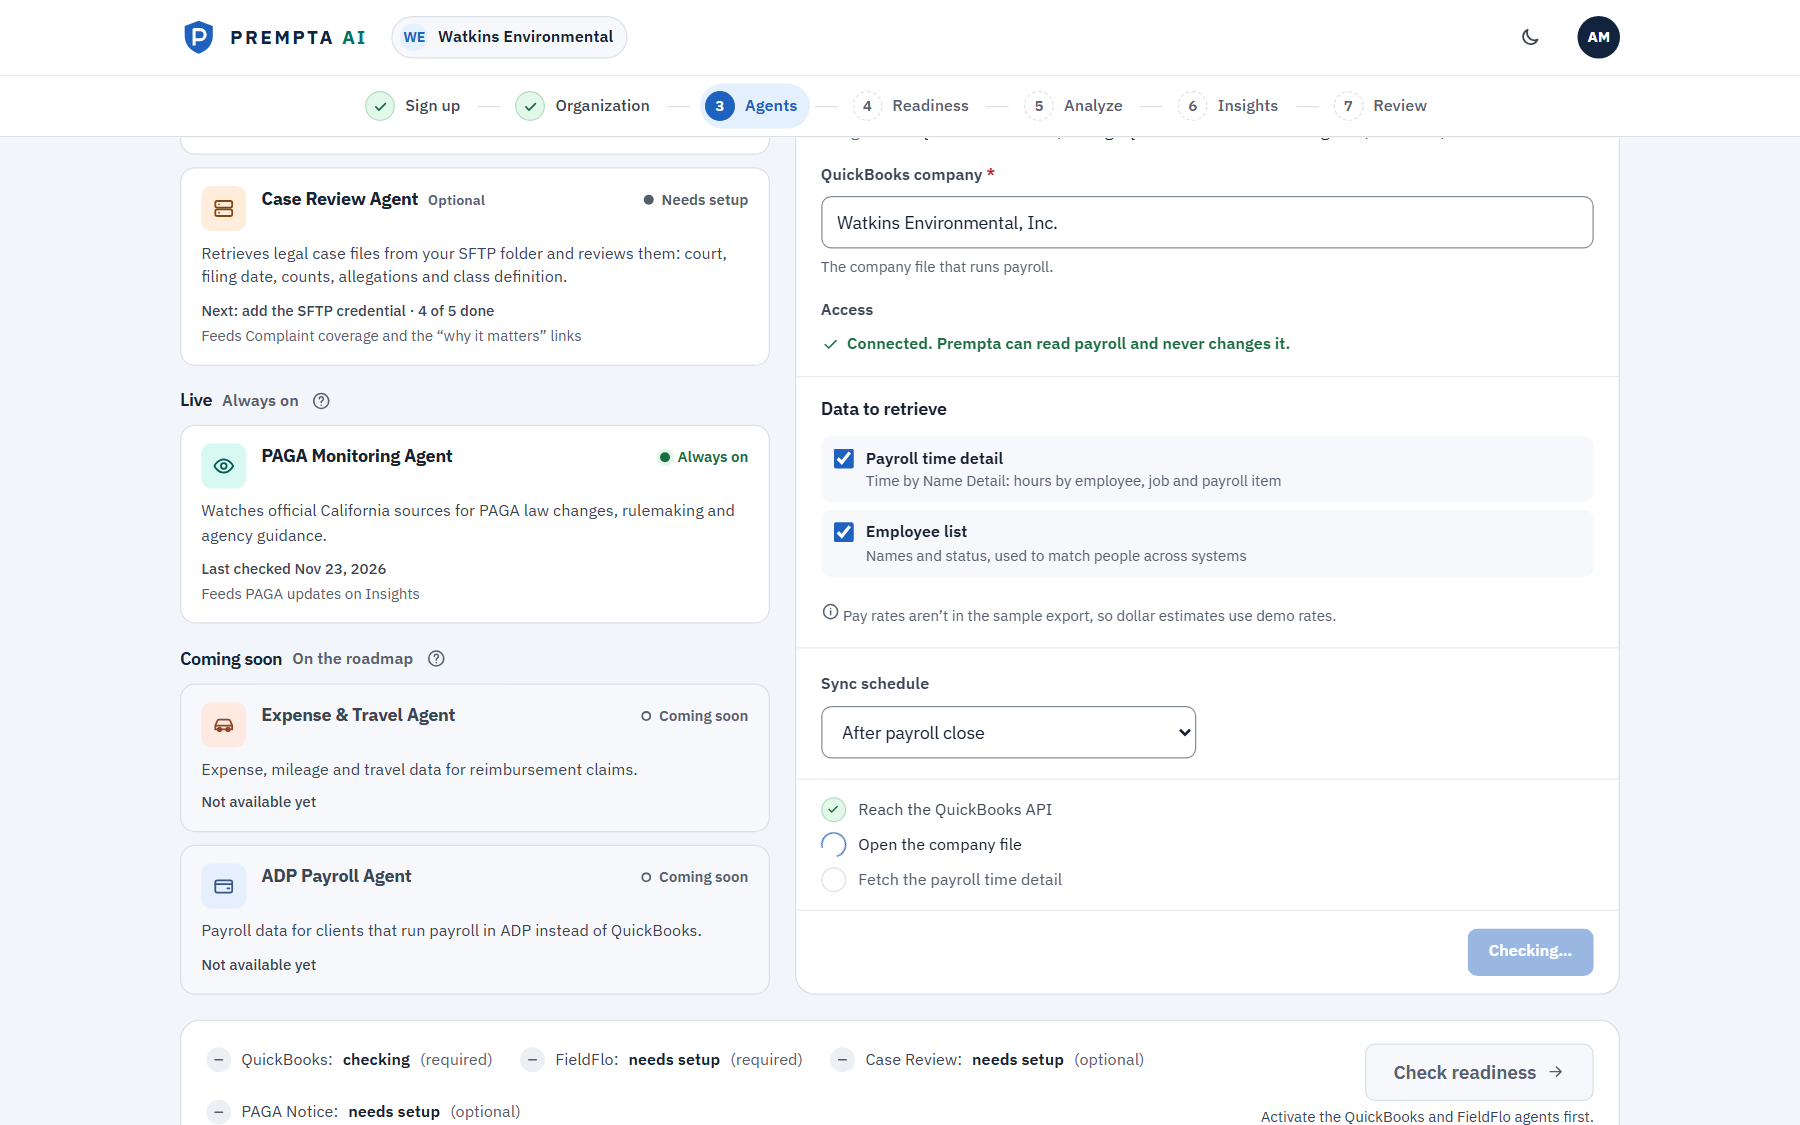 PREMPTA AI
WE Watkins Environmental
AM
Sign up
Organization
3 Agents
4 Readiness
5 Analyze
6 Insights
7 Review
Case Review Agent Optional
Needs setup
Retrieves legal case files from your SFTP folder and reviews them: court,
filing date, counts, allegations and class definition.
Next: add the SFTP credential · 4 of 5 done
Feeds Complaint coverage and the “why it matters” links
Live Always on
PAGA Monitoring Agent
Always on
Watches official California sources for PAGA law changes, rulemaking and
agency guidance.
Last checked Nov 23, 2026
Feeds PAGA updates on Insights
Coming soon On the roadmap
Expense & Travel Agent
Coming soon
Expense, mileage and travel data for reimbursement claims.
Not available yet
ADP Payroll Agent
Coming soon
Payroll data for clients that run payroll in ADP instead of QuickBooks.
Not available yet
QuickBooks company *
Watkins Environmental, Inc.
The company file that runs payroll.
Access
Connected. Prempta can read payroll and never changes it.
Data to retrieve
Payroll time detail
Time by Name Detail: hours by employee, job and payroll item
Employee list
Names and status, used to match people across systems
Pay rates aren’t in the sample export, so dollar estimates use demo rates.
Sync schedule
After payroll close
Reach the QuickBooks API
Open the company file
Fetch the payroll time detail
Checking…
QuickBooks: checking (required)
FieldFlo: needs setup (required)
Case Review: needs setup (optional)
PAGA Notice: needs setup (optional)
Check readiness →
Activate the QuickBooks and FieldFlo agents first.